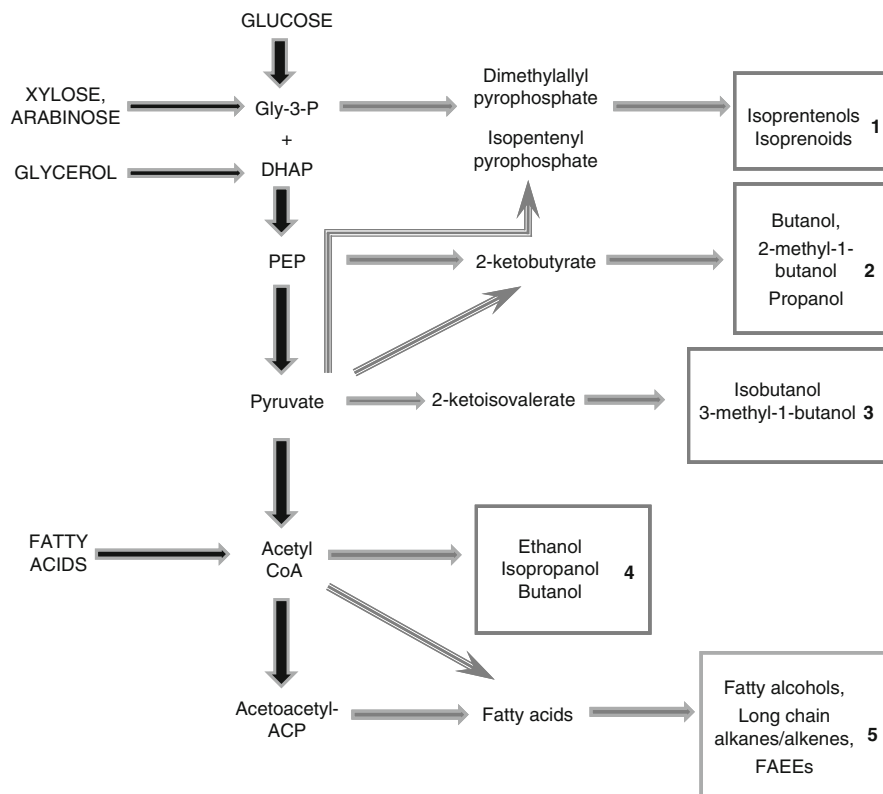 GLUCOSE
XYLOSE,
ARABINOSE
Gly-3-P
+
GLYCEROL
DHAP
Dimethylallyl
pyrophosphate
Isopentenyl
pyrophosphate
Isoprentenols
Isoprenoids
1
PEP
2-ketobutyrate
Butanol,
2-methyl-1-
butanol
Propanol
2
Pyruvate
2-ketoisovalerate
Isobutanol
3-methyl-1-butanol 3
FATTY
ACIDS
Acetyl
CoA
Ethanol
Isopropanol
Butanol
4
Acetoacetyl-
ACP
Fatty acids
Fatty alcohols,
Long chain
alkanes/alkenes,
FAEEs
5